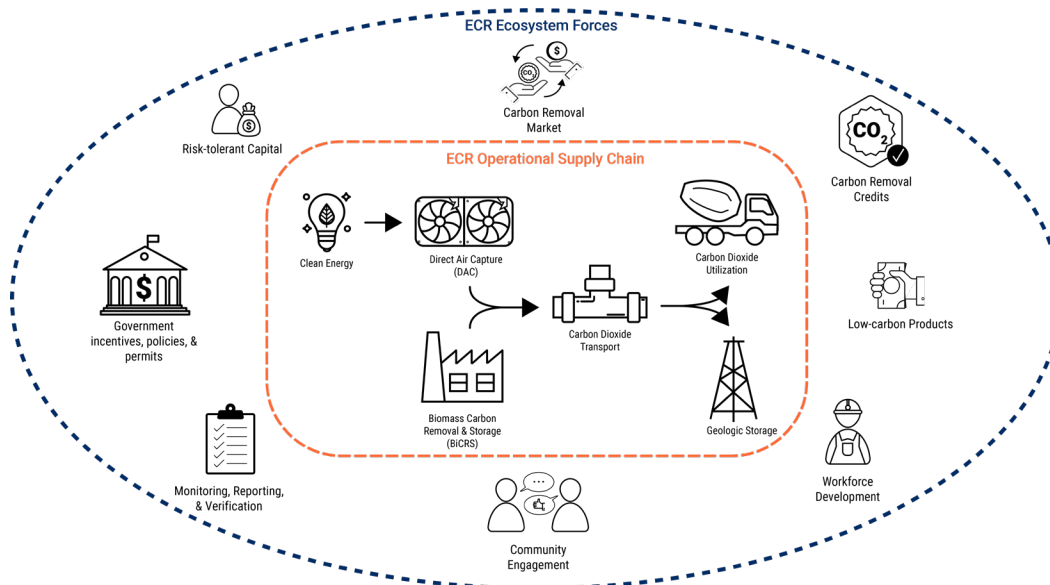 ECR Ecosystem Forces
$
CO2
Carbon Removal
Market
$
Risk-tolerant Capital
CO2
Carbon Removal
Credits
ECR Operational Supply Chain
Clean Energy
Direct Air Capture
(DAC)
Carbon Dioxide
Utilization
$
Government
incentives, policies, &
permits
Carbon Dioxide
Transport
Low-carbon Products
Biomass Carbon
Removal & Storage
(BiCRS)
Geologic Storage
Monitoring, Reporting,
& Verification
Workforce
Development
Community
Engagement